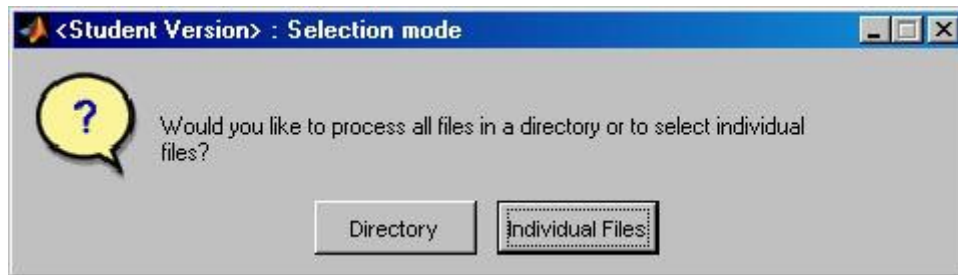 <Student Version> : Selection mode
?
Would you like to process all files in a directory or to select individual
files?
Directory
Individual Files